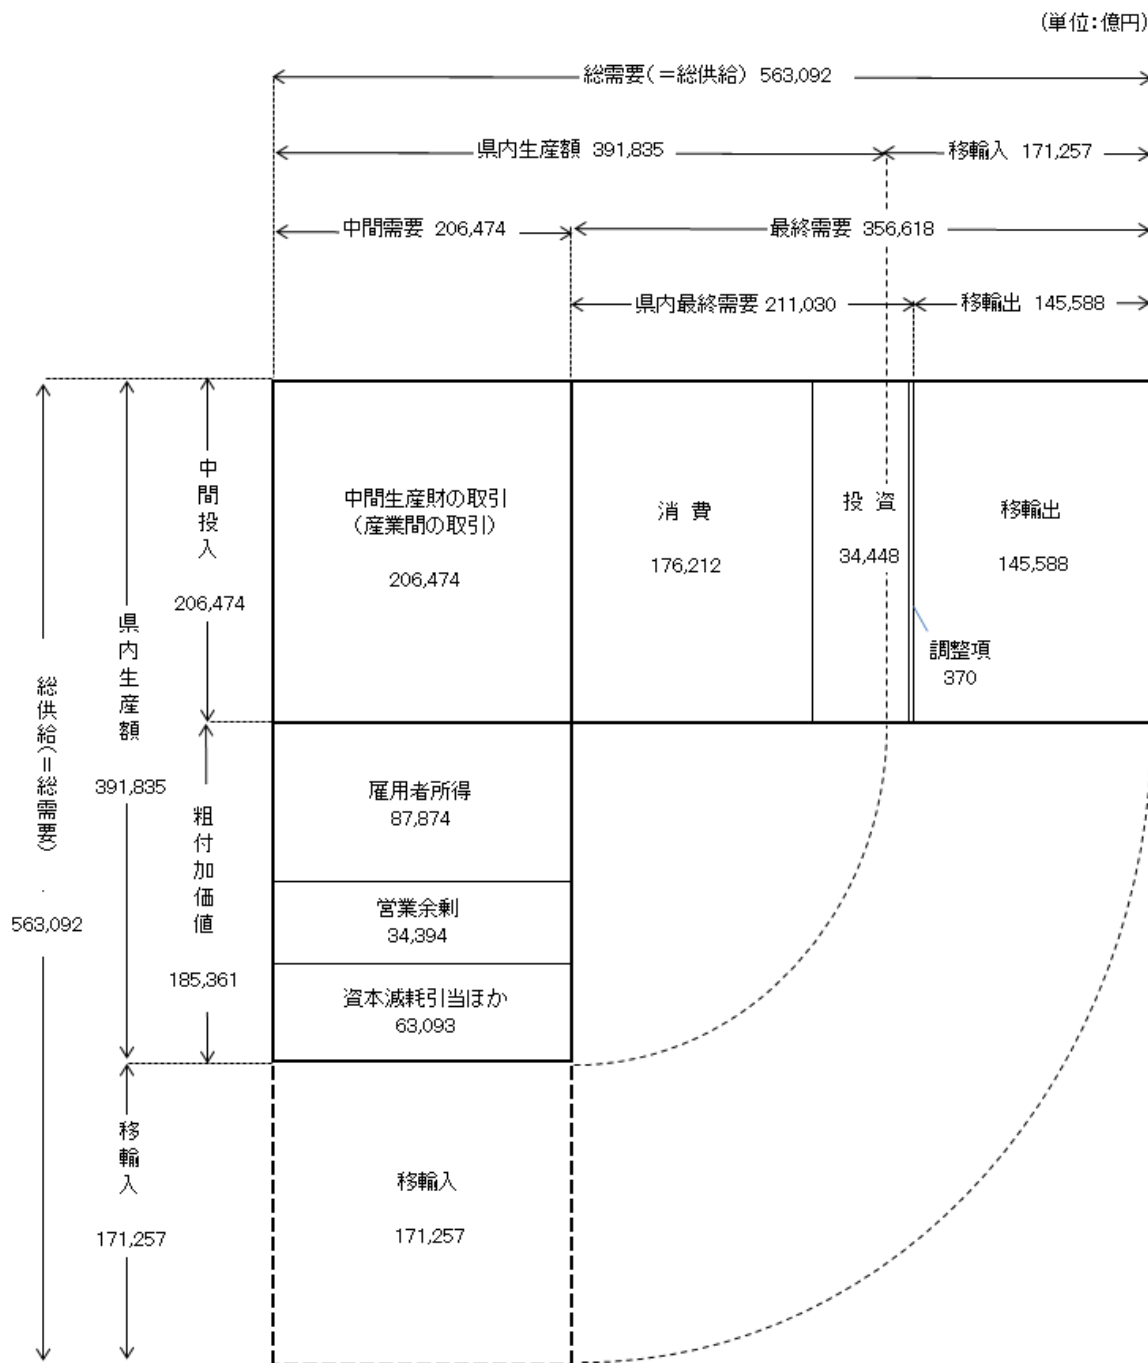 (単位:億円)
総需要(=総供給) 563,092
県内生産額 391,835
移輸入 171,257
中間需要 206,474
最終需要 356,618
県内最終需要 211,030
移輸出 145,588
総供給(=総需要)
563,092
県内生産額
391,835
中間投入
206,474
中間生産財の取引
(産業間の取引)
206,474
消 費
176,212
投 資
34,448
移輸出
145,588
調整項
370
粗付加価値
185,361
雇用者所得
87,874
営業余剰
34,394
資本減耗引当ほか
63,093
移輸入
171,257
移輸入
171,257